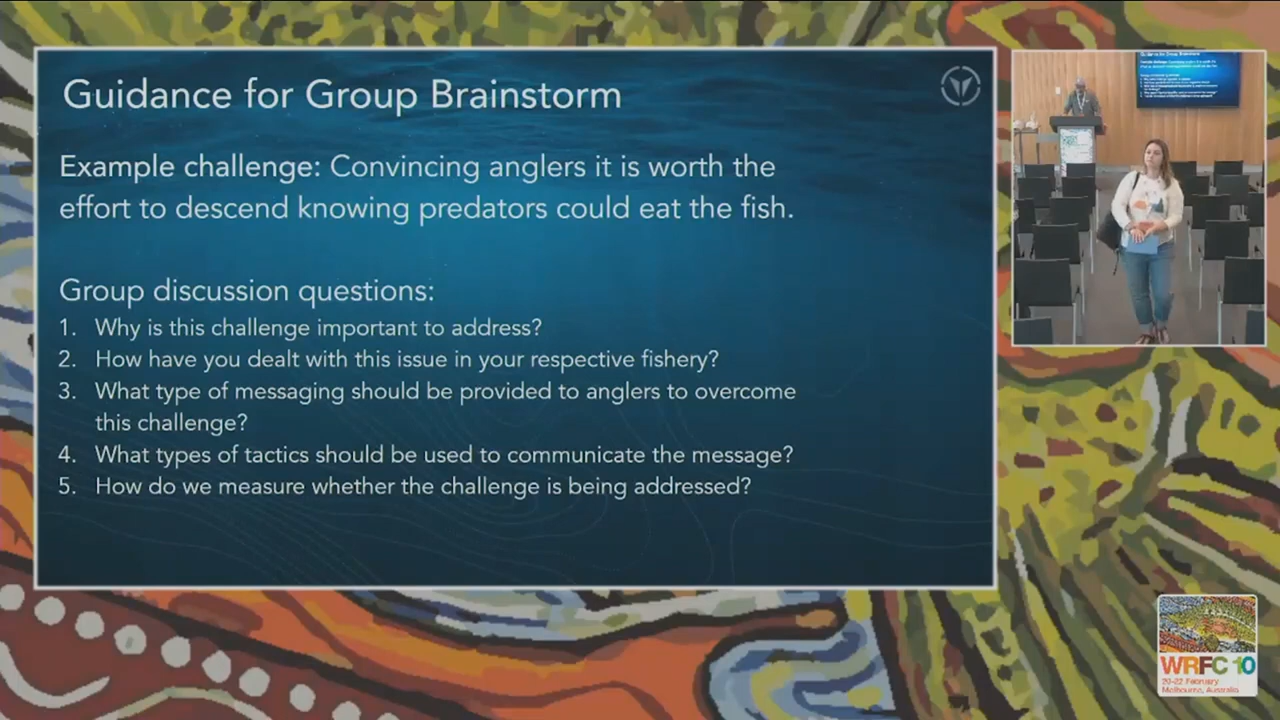 Guidance for Group Brainstorm
Example challenge: Convincing anglers it is worth the
effort to descend knowing predators could eat the fish.
Group discussion questions:
1. Why is this challenge important to address?
2. How have you dealt with this issue in your respective fishery?
3. What type of messaging should be provided to anglers to overcome
this challenge?
4. What types of tactics should be used to communicate the message?
5. How do we measure whether the challenge is being addressed?
WRFC 10
20-22 February
Melbourne, Australia